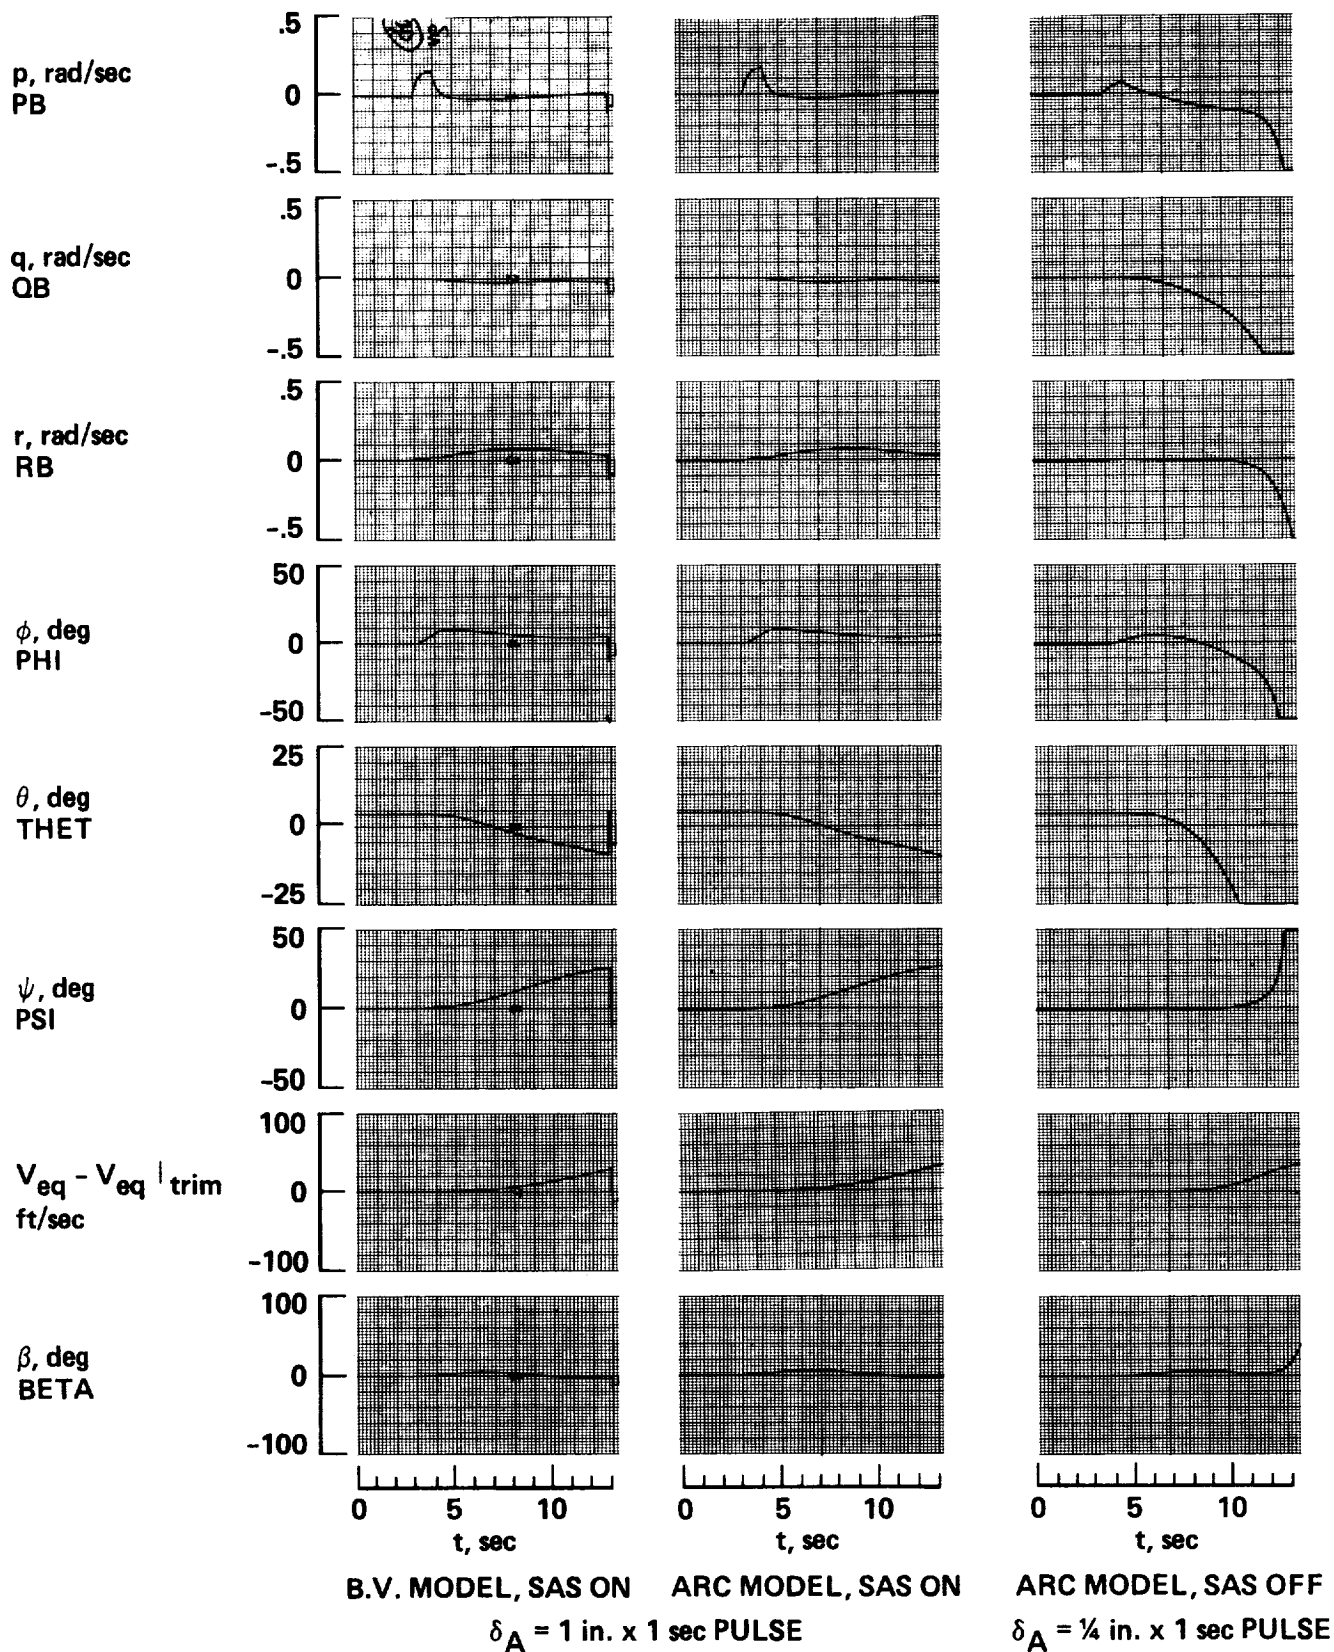 p, rad/sec
PB
.5
0
-.5
q, rad/sec
QB
.5
0
-.5
r, rad/sec
RB
.5
0
-.5
ϕ, deg
PHI
50
0
-50
θ, deg
THET
25
0
-25
ψ, deg
PSI
50
0
-50
V_eq - V_eq |_trim
ft/sec
100
0
-100
β, deg
BETA
100
0
-100
0 5 10
t, sec
0 5 10
t, sec
0 5 10
t, sec
B.V. MODEL, SAS ON
ARC MODEL, SAS ON
ARC MODEL, SAS OFF
δ_A = 1 in. x 1 sec PULSE
δ_A = ¼ in. x 1 sec PULSE